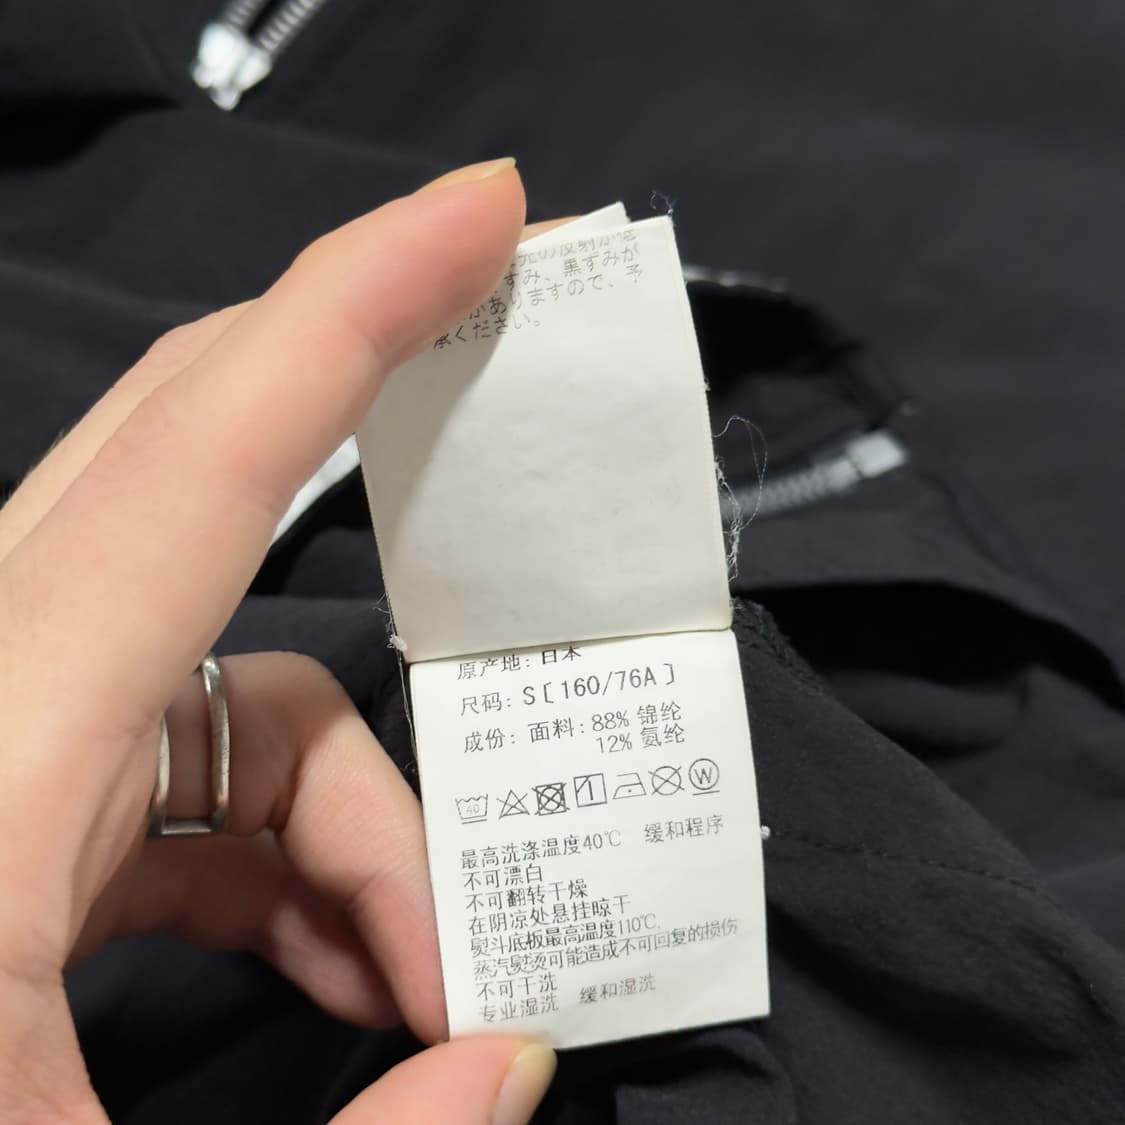 すみ、黒ずみが
がありますので、予
承ください。
原产地: 日本
尺码: S[160/76A]
成份: 面料: 88% 锦纶
12% 氨纶
40 W
最高洗涤温度40℃ 缓和程序
不可漂白
不可翻转干燥
在阴凉处悬挂晾干
熨斗底板最高温度110℃.
蒸汽熨烫可能造成不可回复的损伤
不可干洗
专业湿洗 缓和湿洗